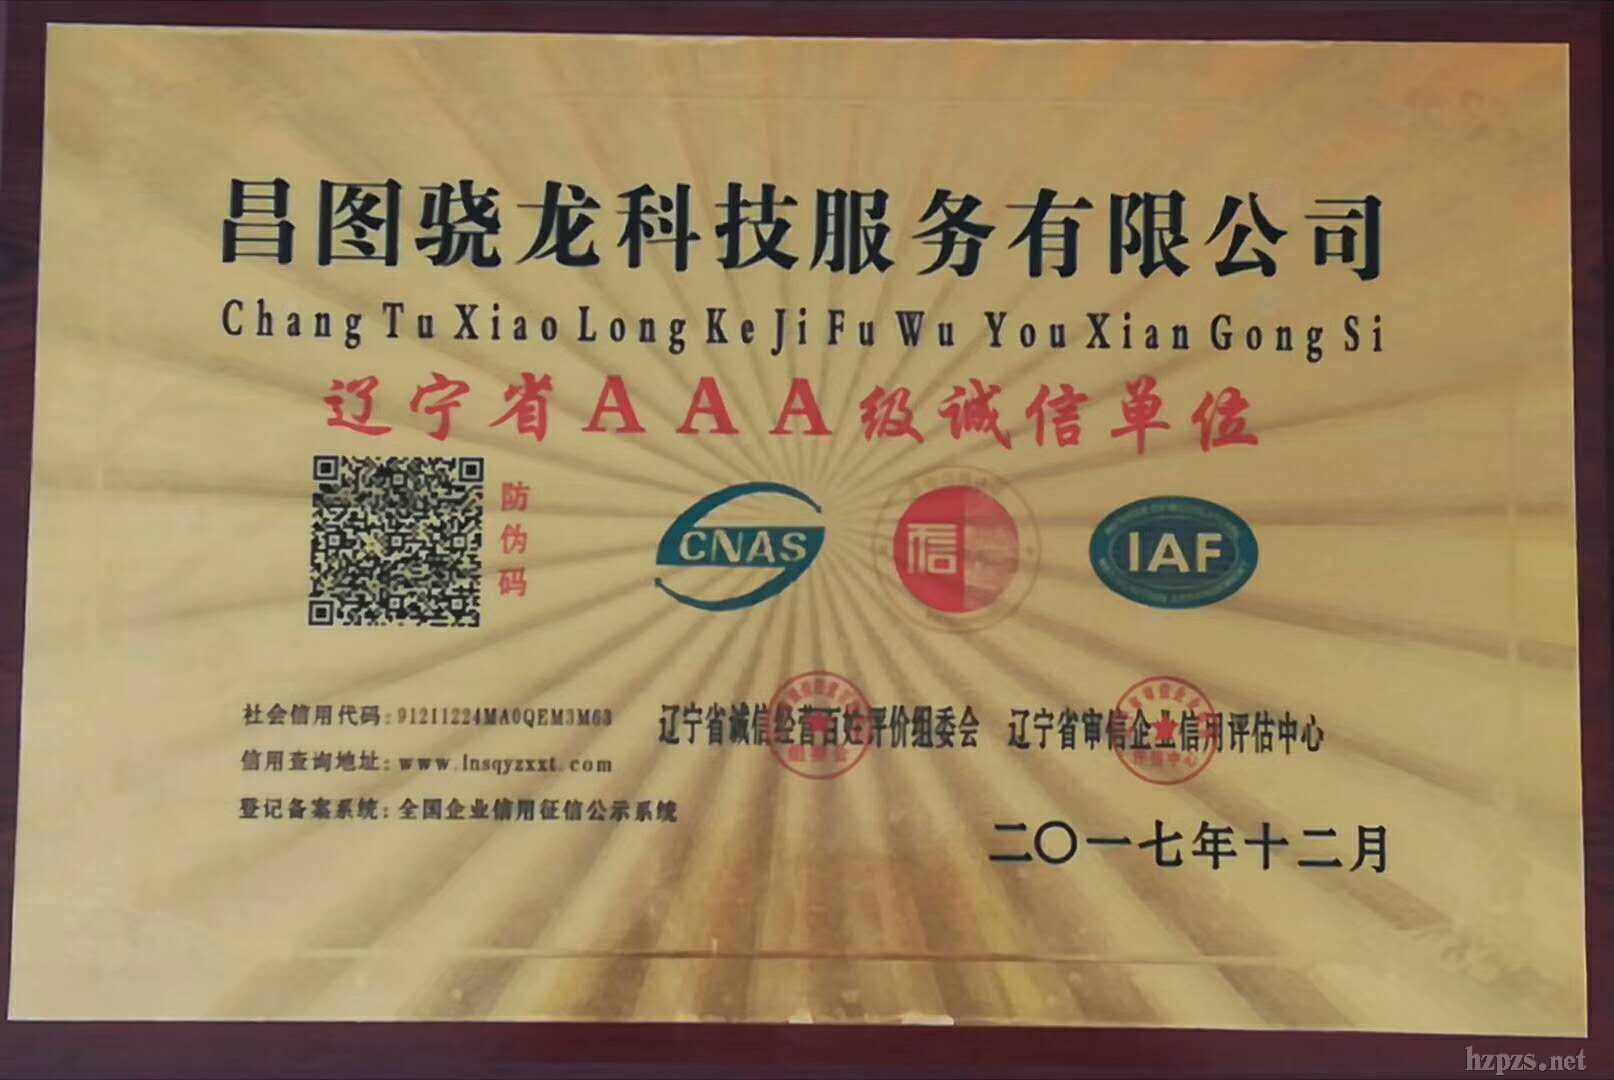 昌图骁龙科技服务有限公司
Chang Tu Xiao Long Ke Ji Fu Wu You Xian Gong Si
辽宁省AAA级诚信单位
防伪码
CNAS
信
IAF
社会信用代码:91211224MA0QEM3M63
信用查询地址:www.lnsqyzxxt.com
登记备案系统:全国企业信用征信公示系统
辽宁省诚信经营百姓评价组委会 辽宁省审信企业信用评估中心
二〇一七年十二月
hzpzs.net